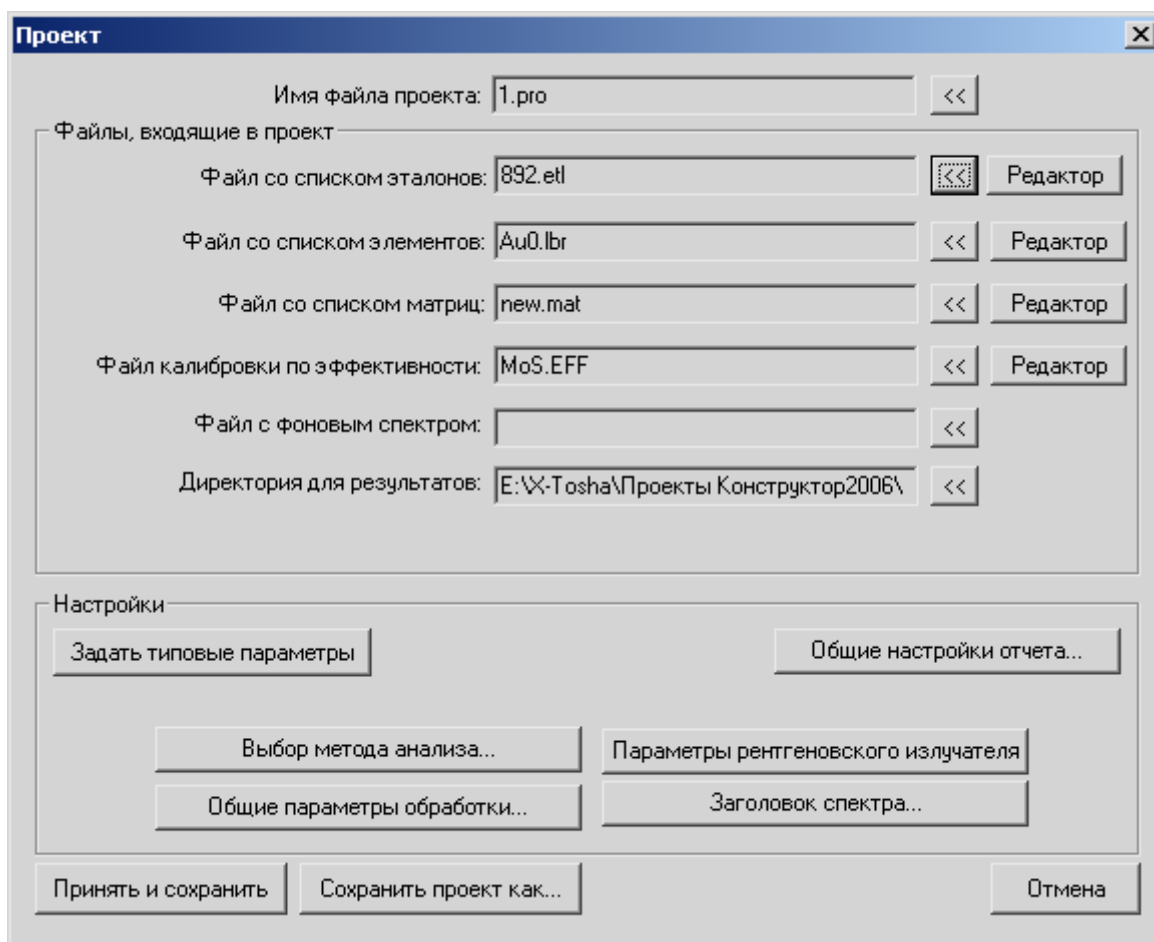 Проект
Имя файла проекта: 1.pro <<
Файлы, входящие в проект
Файл со списком эталонов: 892.etl << Редактор
Файл со списком элементов: Au0.lbr << Редактор
Файл со списком матриц: new.mat << Редактор
Файл калибровки по эффективности: MoS.EFF << Редактор
Файл с фоновым спектром: <<
Директория для результатов: E:\X-Tosha\Проекты Конструктор2006\ <<
Настройки
Задать типовые параметры Общие настройки отчета...
Выбор метода анализа... Параметры рентгеновского излучателя
Общие параметры обработки... Заголовок спектра...
Принять и сохранить Сохранить проект как... Отмена